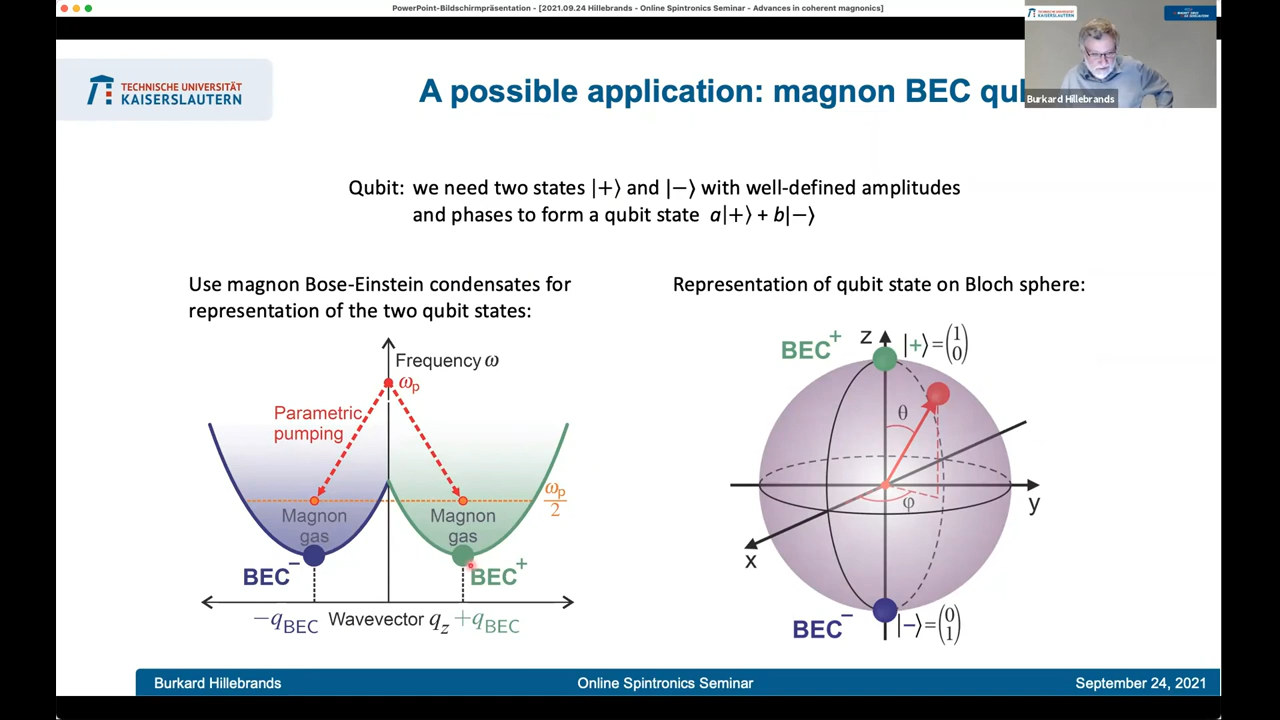 PowerPoint-Bildschirmpräsentation - [2021.09.24 Hillebrands - Online Spintronics Seminar - Advances in coherent magnonics]
TECHNISCHE UNIVERSITÄT
KAISERSLAUTERN
A possible application: magnon BEC
Burkard Hillebrands
Qubit: we need two states |+⟩ and |−⟩ with well-defined amplitudes
and phases to form a qubit state a|+⟩ + b|−⟩
Use magnon Bose-Einstein condensates for
representation of the two qubit states:
Frequency ω
ωp
Parametric
pumping
ωp/2
Magnon
gas
Magnon
gas
BEC−
BEC+
−qBEC Wavevector qz +qBEC
Representation of qubit state on Bloch sphere:
BEC+ z |+⟩=(1 0)
θ
φ
y
x
BEC− |−⟩=(0 1)
Burkard Hillebrands Online Spintronics Seminar September 24, 2021